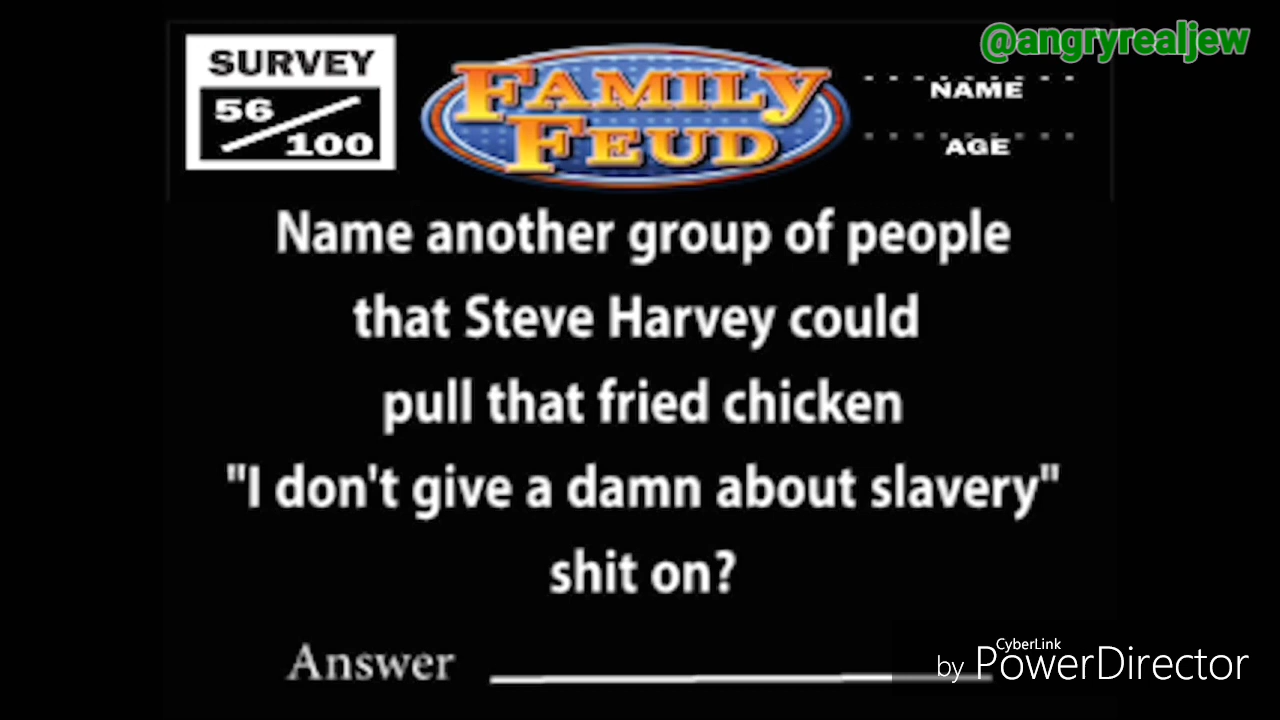 @angryrealjew
SURVEY
56/100
FAMILY FEUD
NAME
AGE
Name another group of people
that Steve Harvey could
pull that fried chicken
"I don't give a damn about slavery"
shit on?
Answer
CyberLink
by PowerDirector